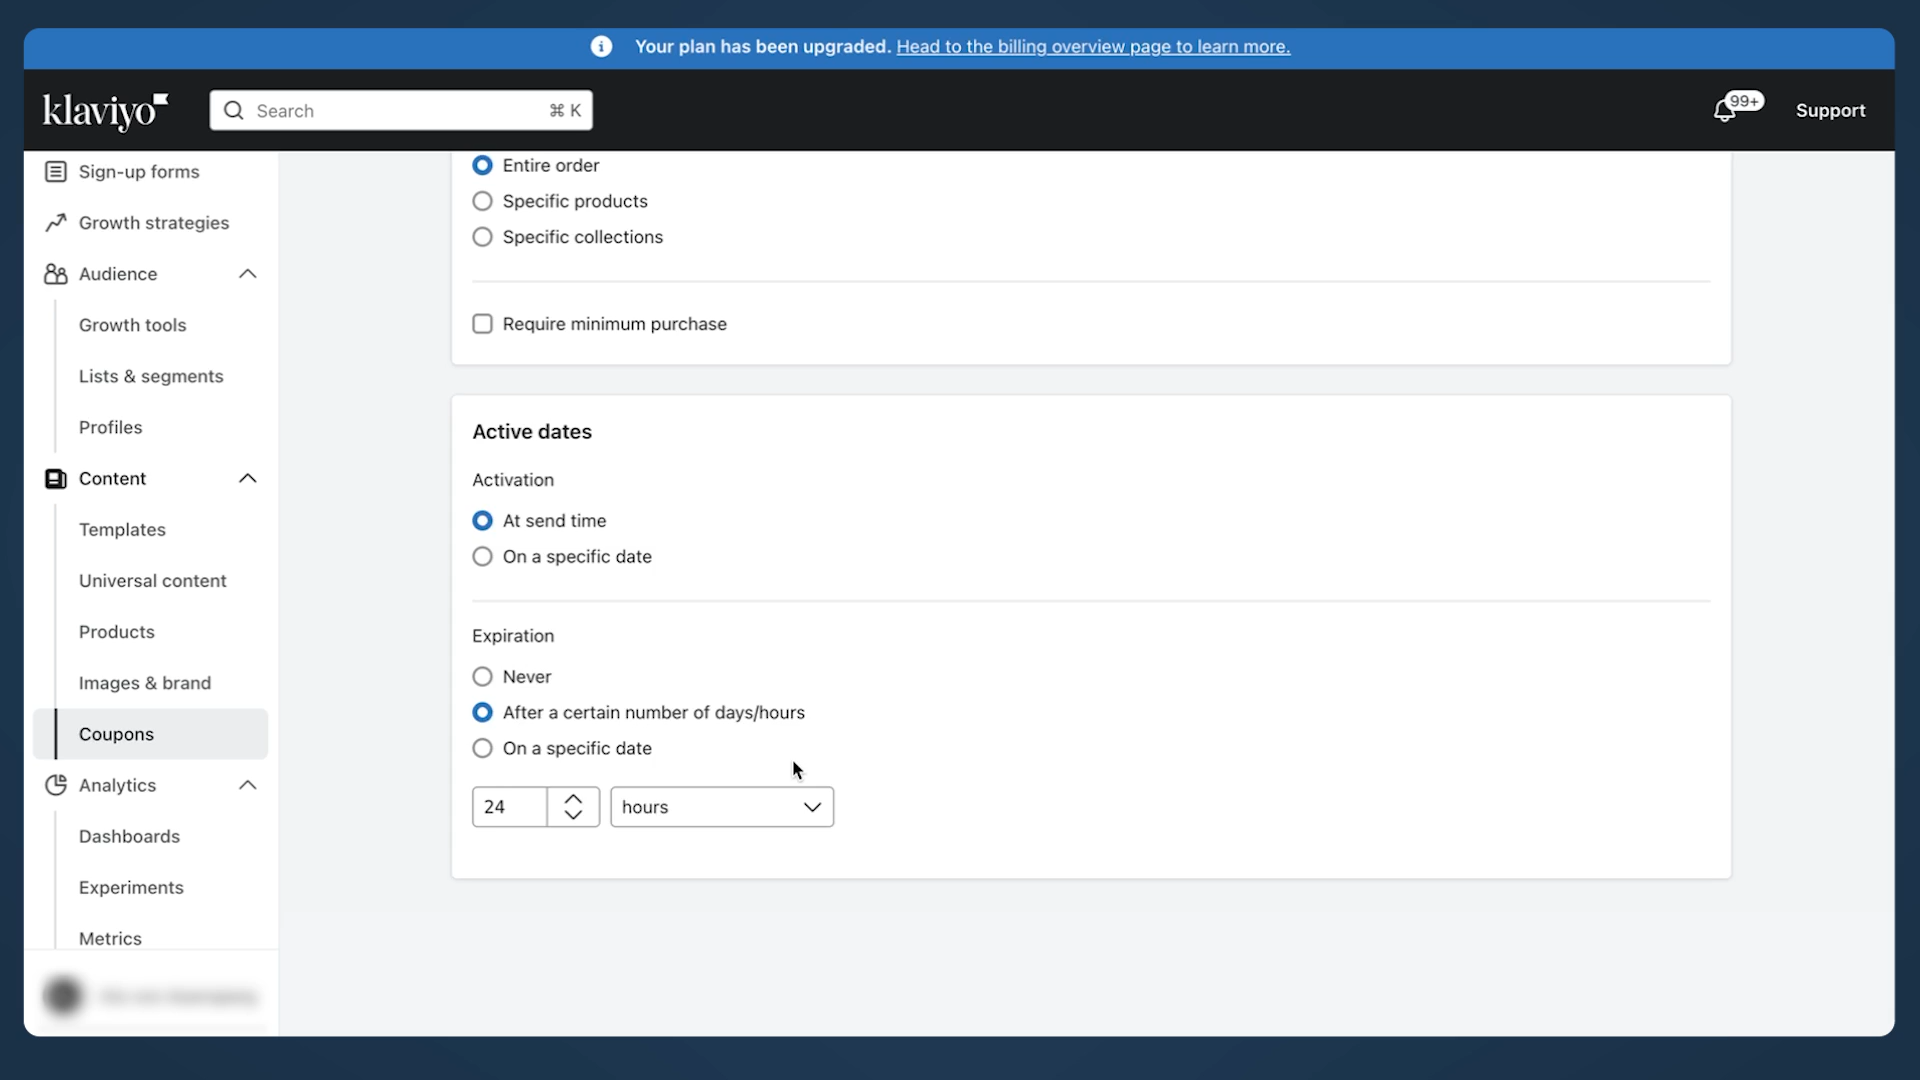 Your plan has been upgraded. Head to the billing overview page to learn more.
klaviyo
Search
⌘ K
99+
Support
Sign-up forms
Growth strategies
Audience
Growth tools
Lists & segments
Profiles
Content
Templates
Universal content
Products
Images & brand
Coupons
Analytics
Dashboards
Experiments
Metrics
Entire order
Specific products
Specific collections
Require minimum purchase
Active dates
Activation
At send time
On a specific date
Expiration
Never
After a certain number of days/hours
On a specific date
24
hours